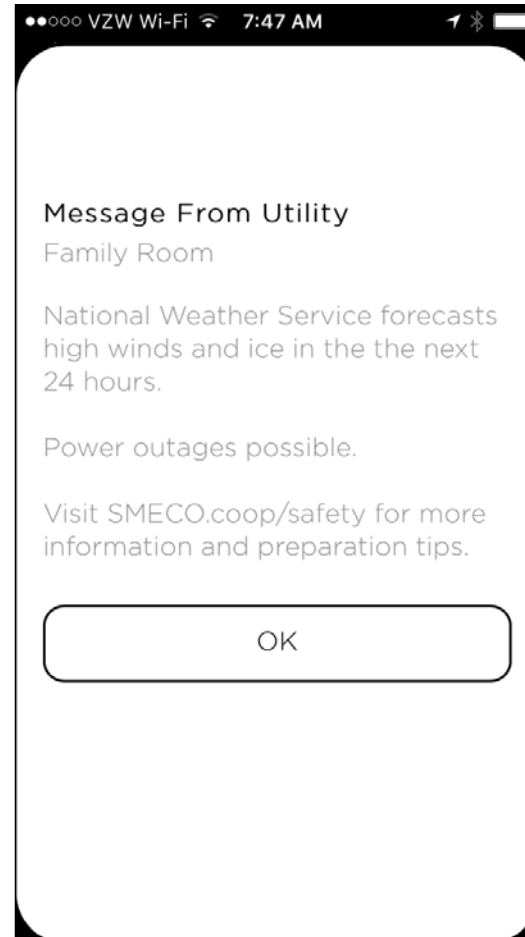 VZW Wi-Fi 7:47 AM
Message From Utility
Family Room
National Weather Service forecasts
high winds and ice in the the next
24 hours.
Power outages possible.
Visit SMECO.coop/safety for more
information and preparation tips.
OK